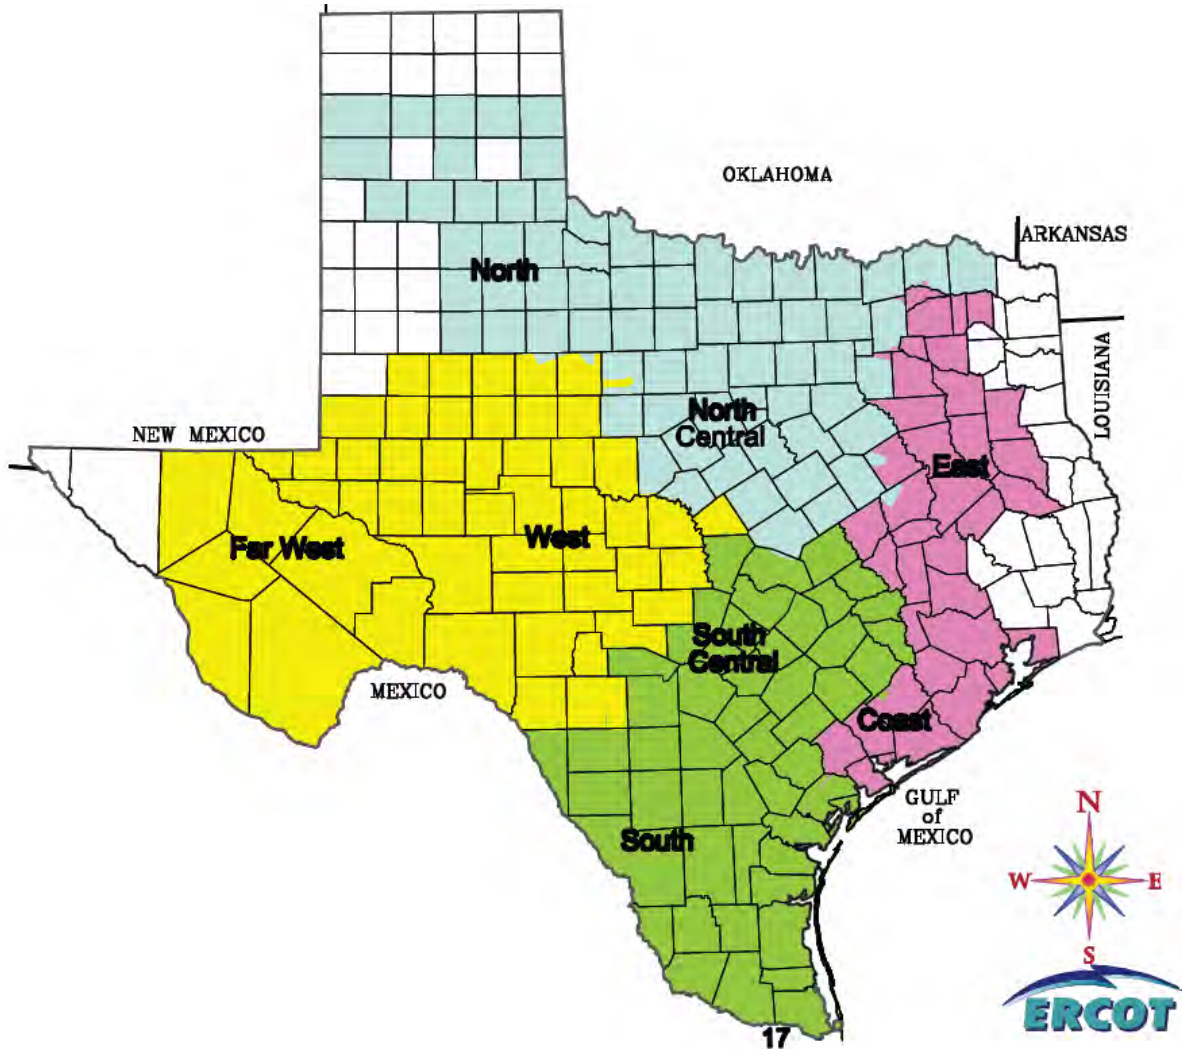 OKLAHOMA
ARKANSAS
North
LOUISIANA
North
Central
NEW MEXICO
East
West
Far West
South
Central
MEXICO
Coast
GULF
of
MEXICO
N
South
W
E
S
ERCOT
17